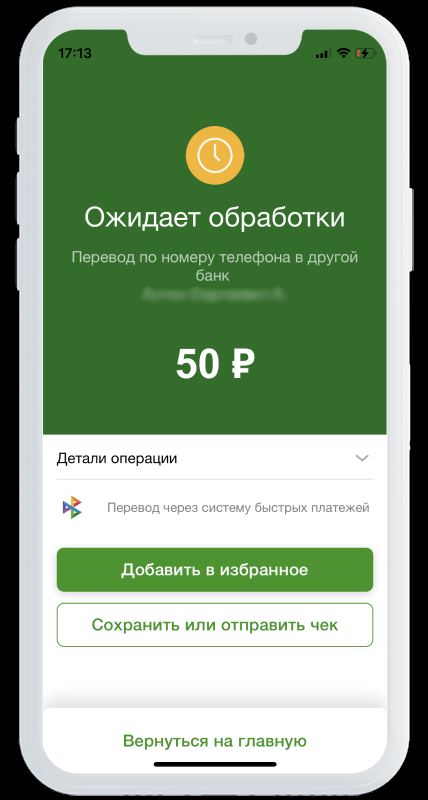 17:13
Ожидает обработки
Перевод по номеру телефона в другой
банк
50 ₽
Детали операции
Перевод через систему быстрых платежей
Добавить в избранное
Сохранить или отправить чек
Вернуться на главную